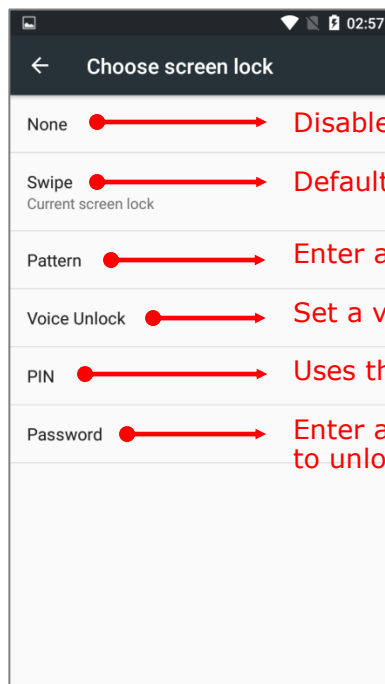 02:57
Choose screen lock
None
Disable
Swipe
Default
Current screen lock
Pattern
Enter a
Voice Unlock
Set a v
PIN
Uses th
Password
Enter a
to unlo